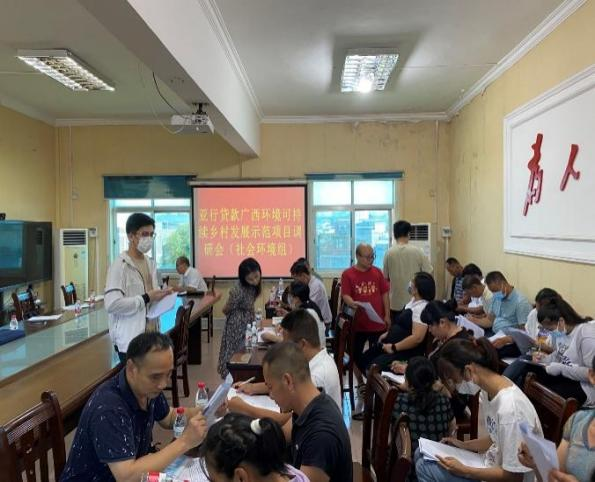 亚行贷款广西环境可持
续乡村发展示范项目调
研会（社会环境组）
为人